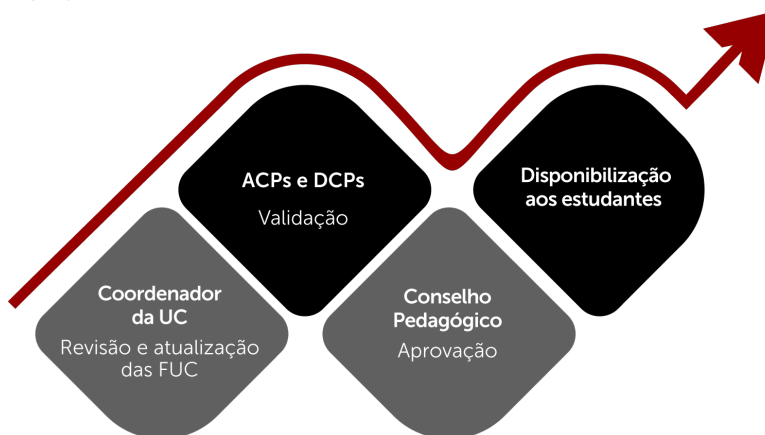 Coordenador
da UC
Revisão e atualização
das FUC
ACPs e DCPs
Validação
Conselho
Pedagógico
Aprovação
Disponibilização
aos estudantes